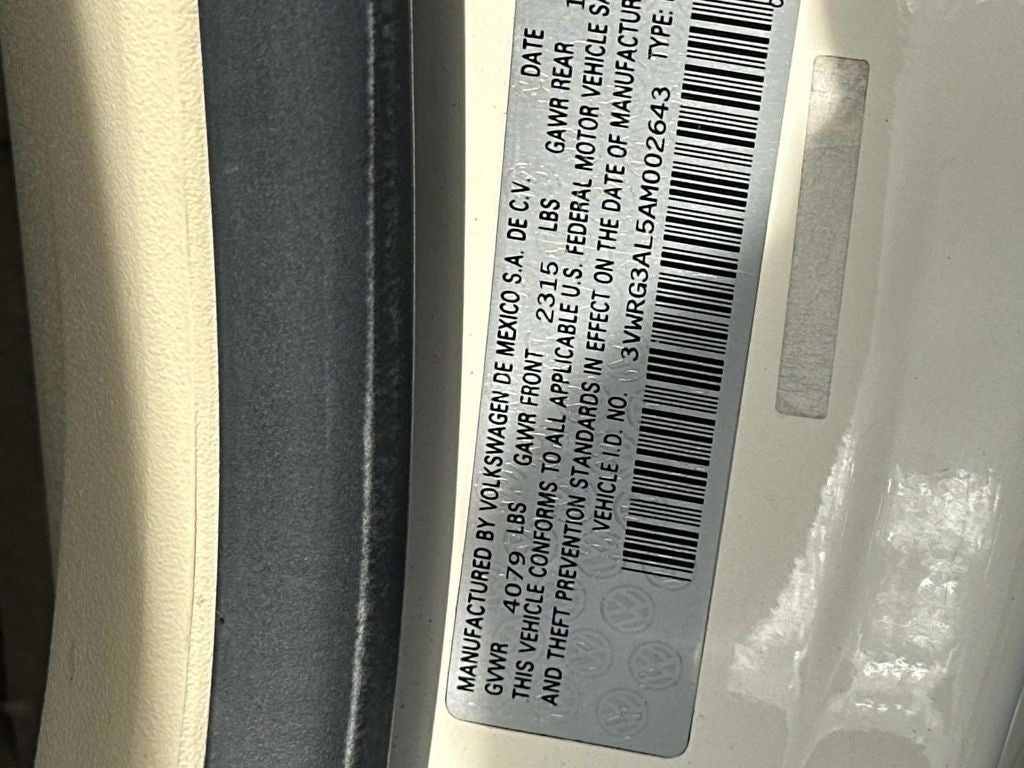 MANUFACTURED BY VOLKSWAGEN DE MEXICO S.A. DE C.V. DATE
GVWR 4079 LBS GAWR FRONT 2315 LBS GAWR REAR 1
THIS VEHICLE CONFORMS TO ALL APPLICABLE U.S. FEDERAL MOTOR VEHICLE SA
AND THEFT PREVENTION STANDARDS IN EFFECT ON THE DATE OF MANUFACTUR
VEHICLE I.D. NO. 3VWRG3AL5AM002643 TYPE: